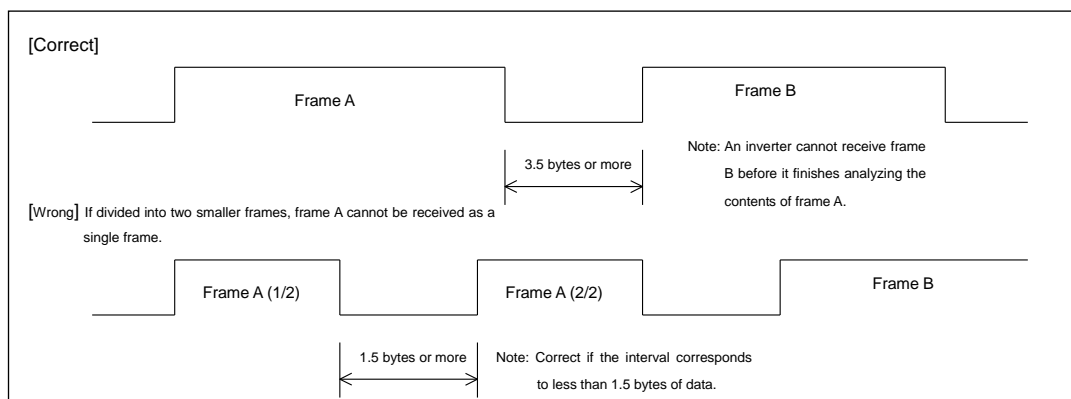 [Correct]
Frame A
Frame B
3.5 bytes or more
Note: An inverter cannot receive frame
B before it finishes analyzing the
contents of frame A.
[Wrong] If divided into two smaller frames, frame A cannot be received as a
single frame.
Frame A (1/2)
Frame A (2/2)
Frame B
1.5 bytes or more
Note: Correct if the interval corresponds
to less than 1.5 bytes of data.